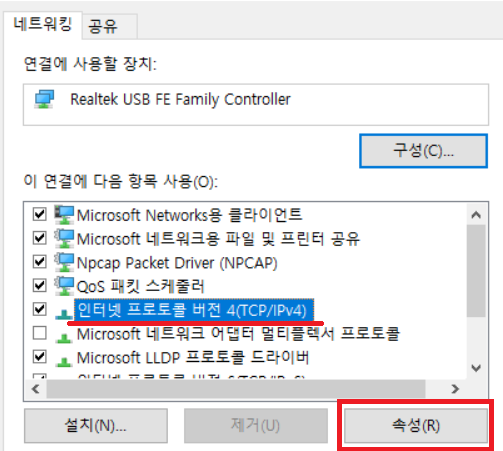 네트워킹 공유
연결에 사용할 장치:
Realtek USB FE Family Controller
구성(C)...
이 연결에 다음 항목 사용(O):
Microsoft Networks용 클라이언트
Microsoft 네트워크용 파일 및 프린터 공유
Npcap Packet Driver (NPCAP)
QoS 패킷 스케줄러
인터넷 프로토콜 버전 4(TCP/IPv4)
Microsoft 네트워크 어댑터 멀티플렉서 프로토콜
Microsoft LLDP 프로토콜 드라이버
설치(N)... 제거(U) 속성(R)